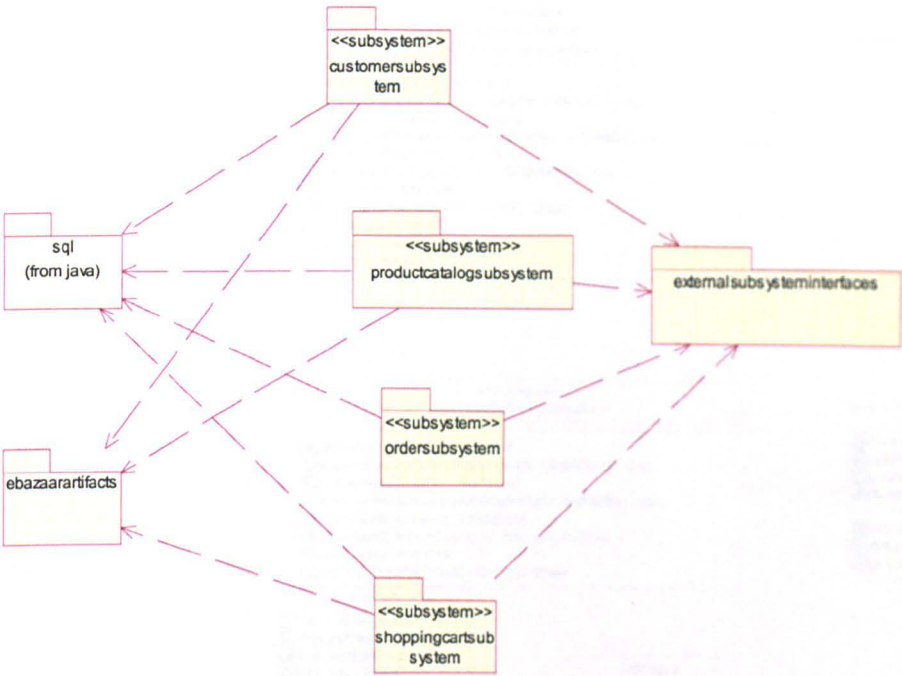 <<subsystem>>
customersubsys
tem
sql
(from java)
<<subsystem>>
productcatalogsubsystem
externalsubsysteminterfaces
<<subsystem>>
ordersubsystem
ebazaarartifacts
<<subsystem>>
shoppingcartsub
system